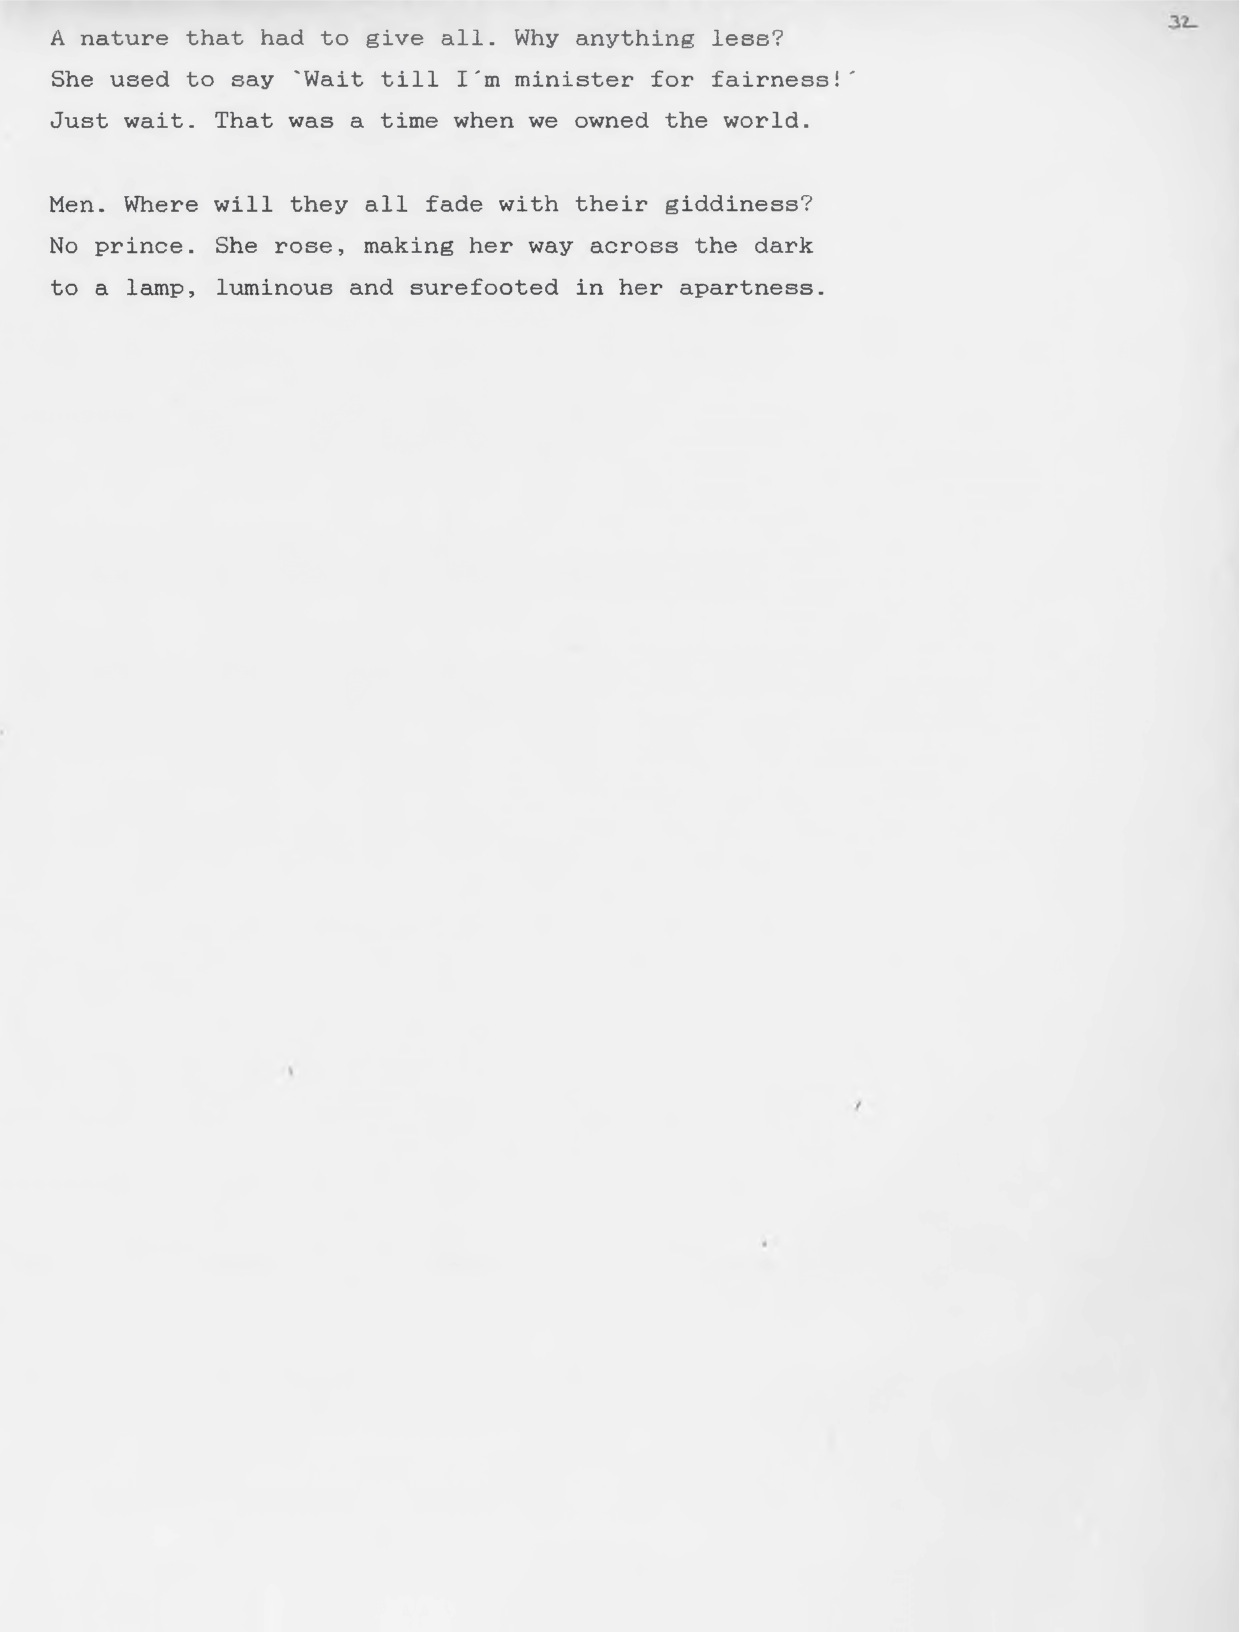 32
A nature that had to give all. Why anything less?
She used to say `Wait till I´m minister for fairness!´
Just wait. That was a time when we owned the world.

Men. Where will they all fade with their giddiness?
No prince. She rose, making her way across the dark
to a lamp, luminous and surefooted in her apartness.